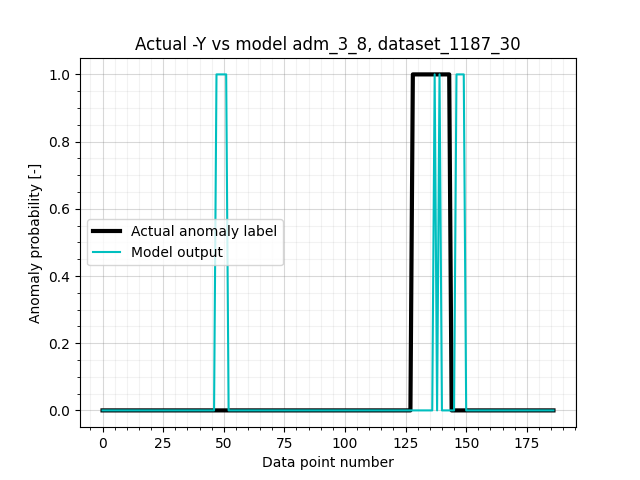 Actual -Y vs model adm_3_8, dataset_1187_30
Anomaly probability [-]
1.0
0.8
0.6
0.4
0.2
0.0
Actual anomaly label
Model output
0 25 50 75 100 125 150 175
Data point number